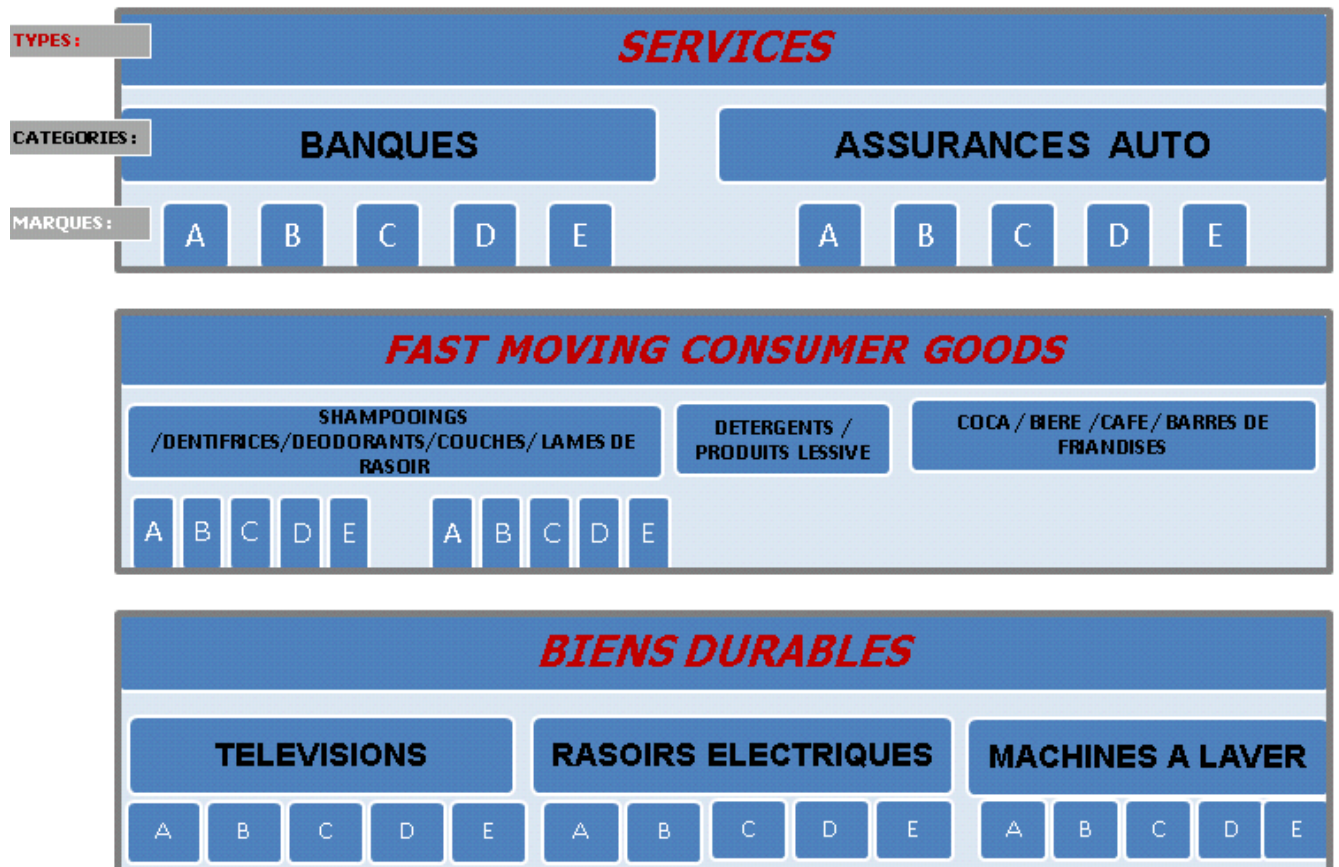 TYPES:
SERVICES
CATEGORIES:
BANQUES
ASSURANCES AUTO
MARQUES:
A B C D E
A B C D E
FAST MOVING CONSUMER GOODS
SHAMPOOINGS
/DENTIFRICES/DEODORANTS/COUCHES/ LAMES DE
RASOIR
DETERGENTS /
PRODUITS LESSIVE
COCA / BIERE /CAFE/ BARRES DE
FRIANDISES
A B C D E
A B C D E
BIENS DURABLES
TELEVISIONS
RASOIRS ELECTRIQUES
MACHINES A LAVER
A B C D E
A B C D E
A B C D E